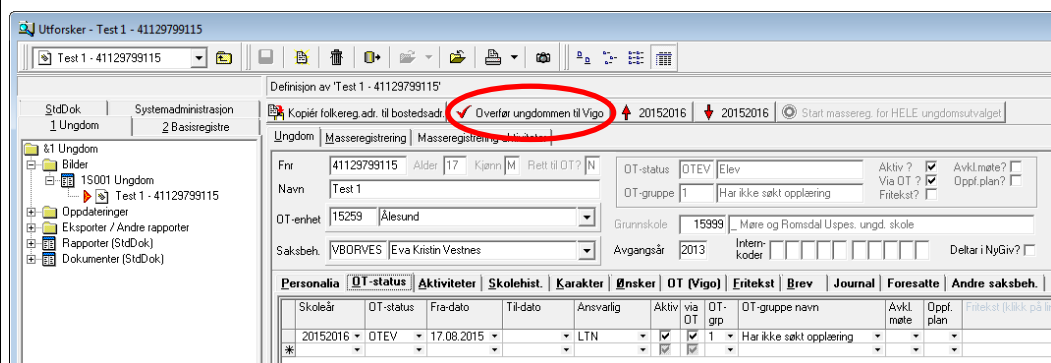 Utforsker - Test 1 - 41129799115
Test 1 - 41129799115
Definisjon av 'Test 1 - 41129799115'
Kopiér folkereg.adr. til bostedsadr. Overfør ungdommen til Vigo 20152016 20152016 Start massereg. for HELE ungdomsutvalget
StdDok Systemadministrasjon
1 Ungdom 2 Basisregistre
&1 Ungdom
Bilder
1S001 Ungdom
Test 1 - 41129799115
Oppdateringer
Eksporter / Andre rapporter
Rapporter (StdDok)
Dokumenter (StdDok)
Ungdom Masseregistrering Masseregistrering aktiviteter
Fnr 41129799115 Alder 17 Kjønn M Rett til OT? N
Navn Test 1
OT-enhet 15259 Ålesund
Saksbeh. VBORVES Eva Kristin Vestnes
OT-status OTEV Elev
OT-gruppe 1 Har ikke søkt opplæring
Aktiv ? Avkl.møte?
Via OT ? Oppf.plan?
Fritekst?
Grunnskole 15999 _ Møre og Romsdal Uspes. ungd. skole
Avgangsår 2013 Intern-koder Deltar i NyGiv?
Personalia OT-status Aktiviteter Skolehist. Karakter Ønsker OT (Vigo) Fritekst Brev Journal Foresatte Andre saksbeh.
Skoleår OT-status Fra-dato Til-dato Ansvarlig Aktiv via OT OT-grp OT-gruppe navn Avkl. møte Oppf. plan Fritekst (klikk på
20152016 OTEV 17.08.2015 LTN 1 Har ikke søkt opplæring